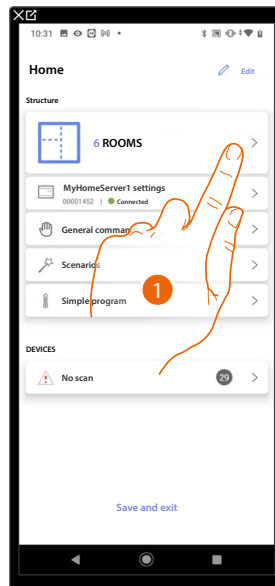 10:31
Home
Edit
Structure
6 ROOMS
MyHomeServer1 settings
00001452 | Connected
General comman
Scenarios
1
Simple program
DEVICES
No scan 29
Save and exit